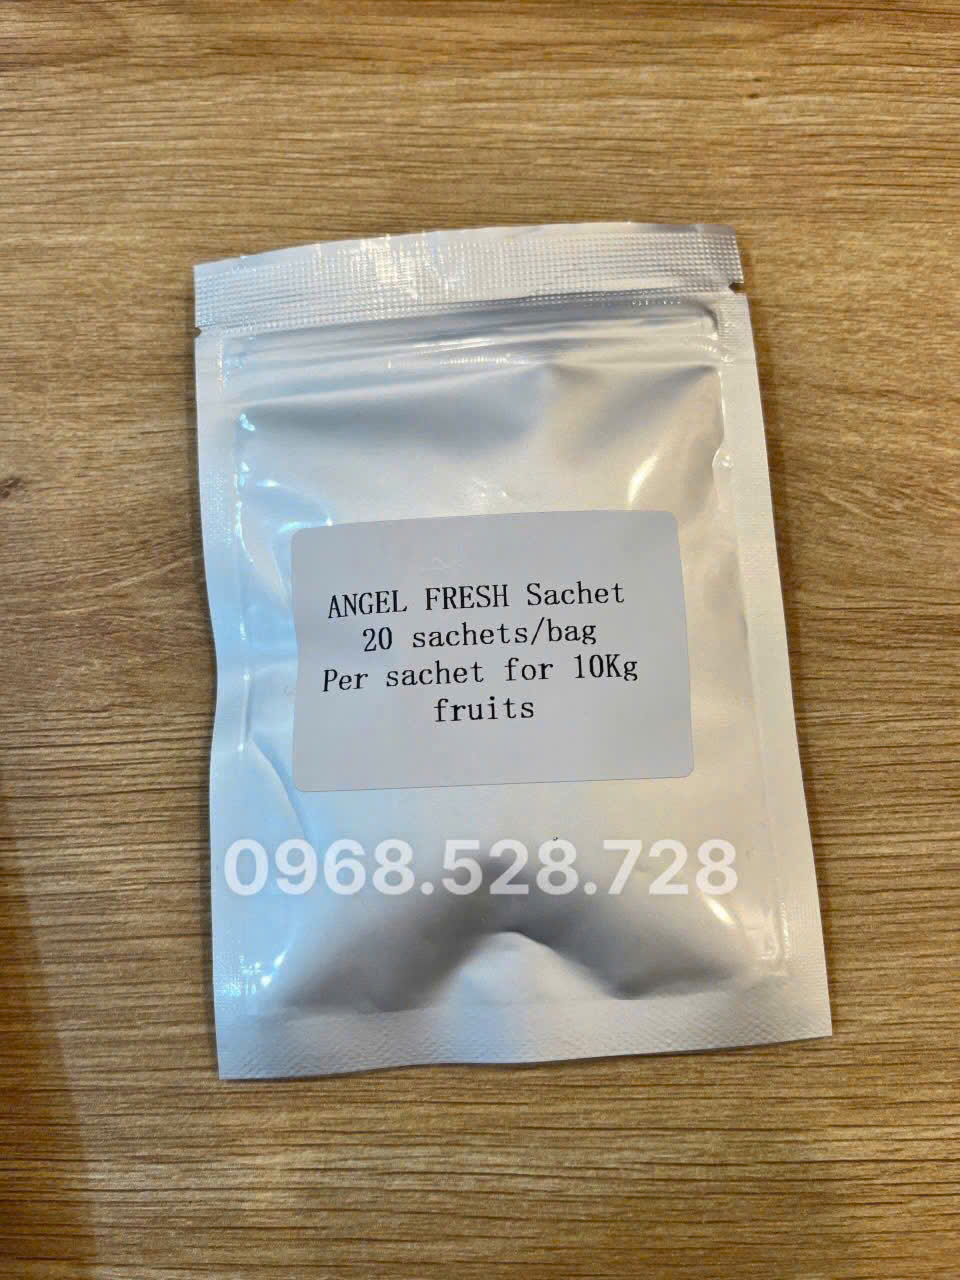 ANGEL FRESH Sachet
20 sachets/bag
Per sachet for 10Kg
fruits
0968.528.728